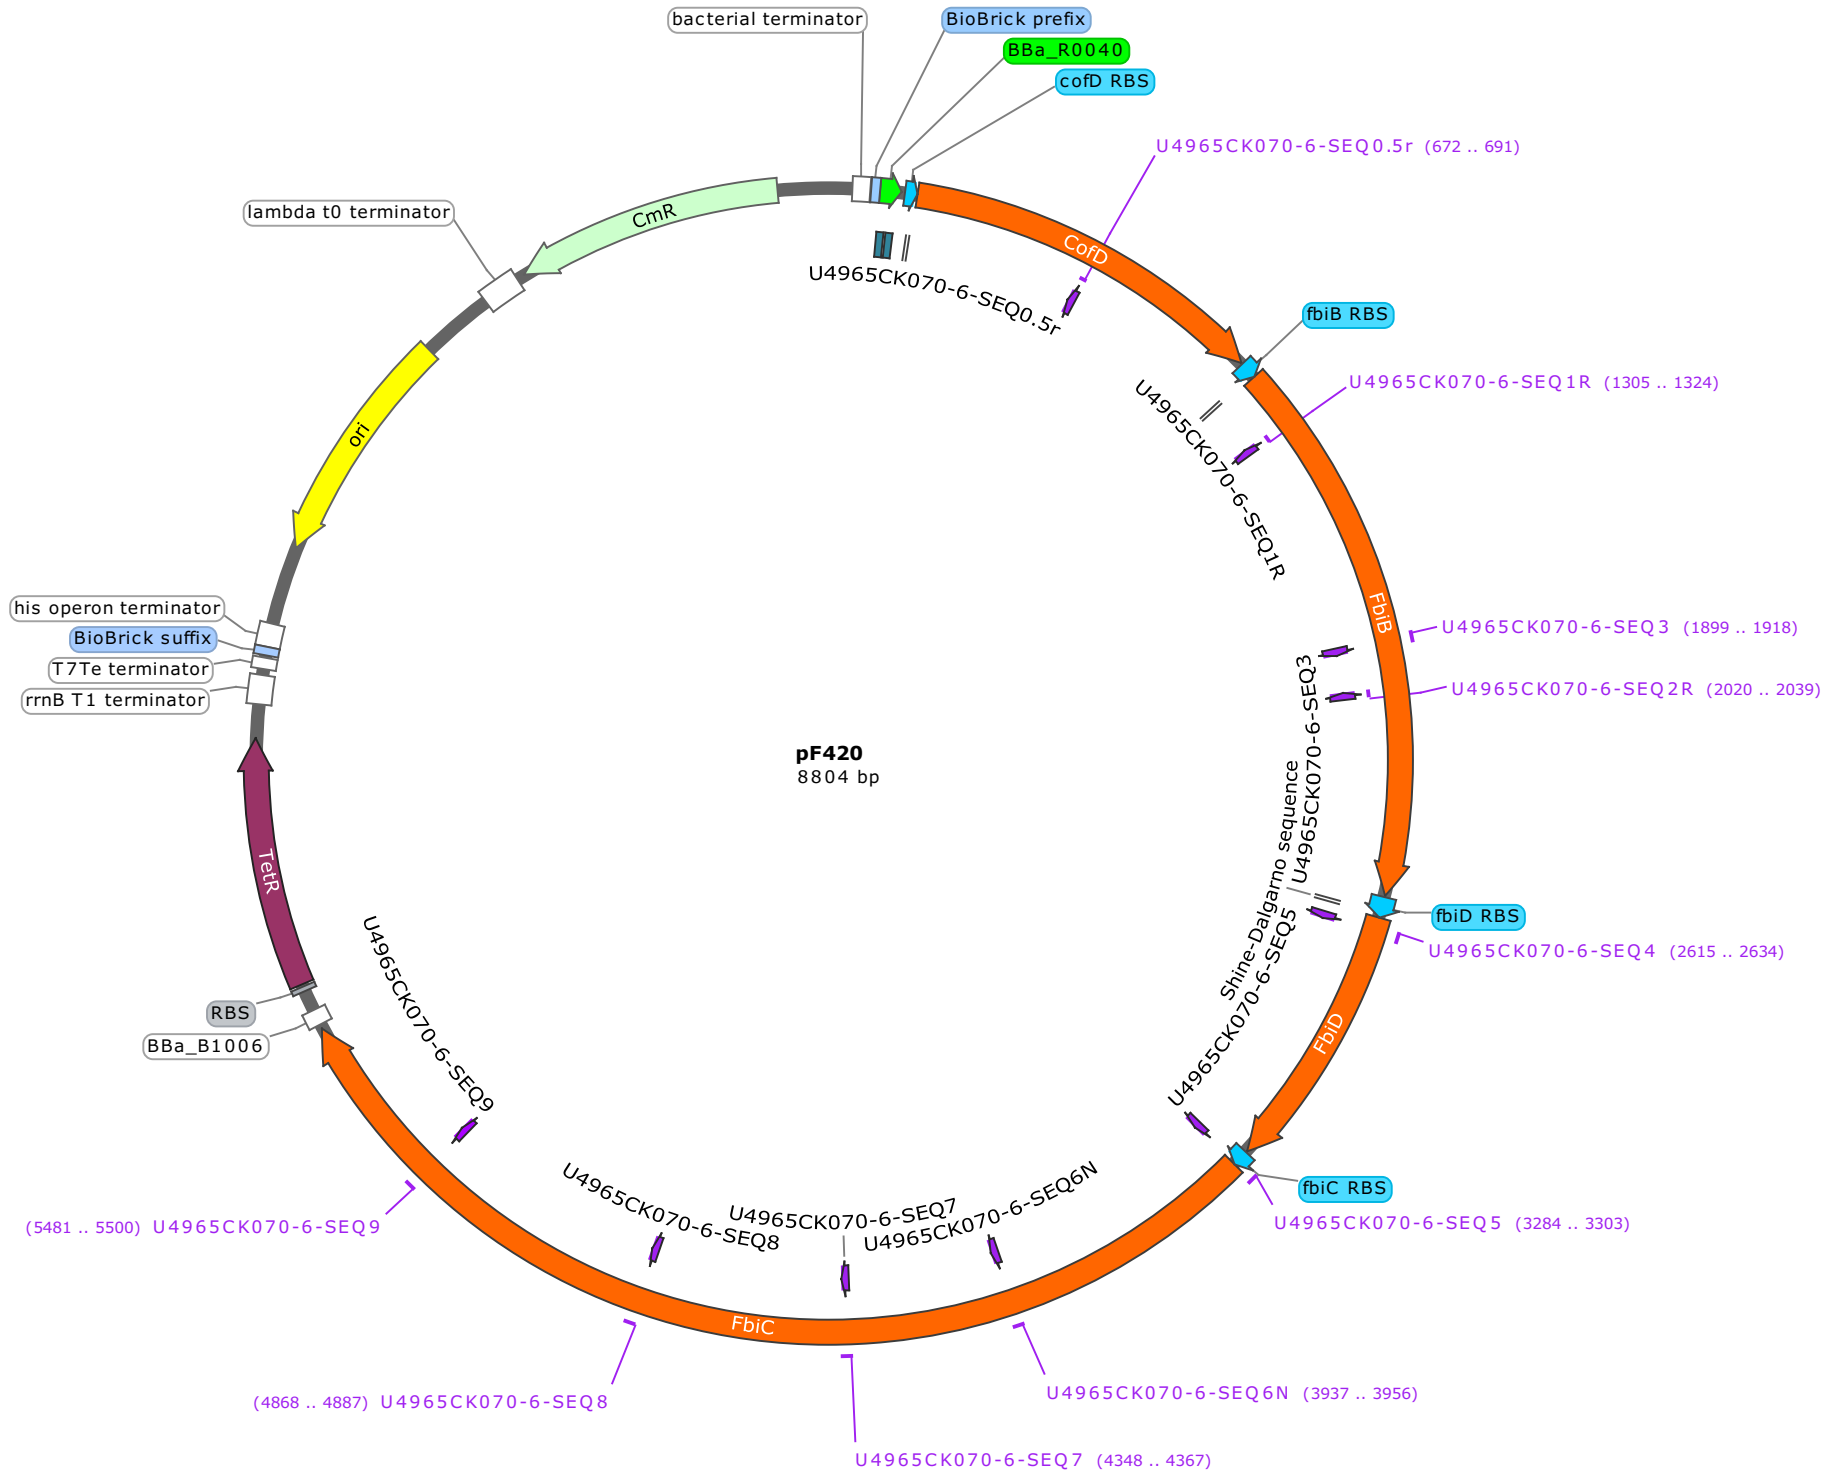 bacterial terminator
BioBrick prefix
BBa_R0040
cofD RBS
U4965CK070-6-SEQ0.5r (672 .. 691)
lambda t0 terminator
CmR
CofD
U4965CK070-6-SEQ0.5r
fbiB RBS
U4965CK070-6-SEQ1R (1305 .. 1324)
U4965CK070-6-SEQ1R
ori
FbiB
his operon terminator
BioBrick suffix
T7Te terminator
rrnB T1 terminator
U4965CK070-6-SEQ3 (1899 .. 1918)
U4965CK070-6-SEQ3
U4965CK070-6-SEQ2R (2020 .. 2039)
pF420
8804 bp
Shine-Dalgarno sequence
TetR
fbiD RBS
U4965CK070-6-SEQ4 (2615 .. 2634)
U4965CK070-6-SEQ5
FbiD
RBS
BBa_B1006
U4965CK070-6-SEQ9
fbiC RBS
U4965CK070-6-SEQ5 (3284 .. 3303)
(5481 .. 5500) U4965CK070-6-SEQ9
U4965CK070-6-SEQ8
U4965CK070-6-SEQ7
U4965CK070-6-SEQ6N
FbiC
(4868 .. 4887) U4965CK070-6-SEQ8
U4965CK070-6-SEQ6N (3937 .. 3956)
U4965CK070-6-SEQ7 (4348 .. 4367)